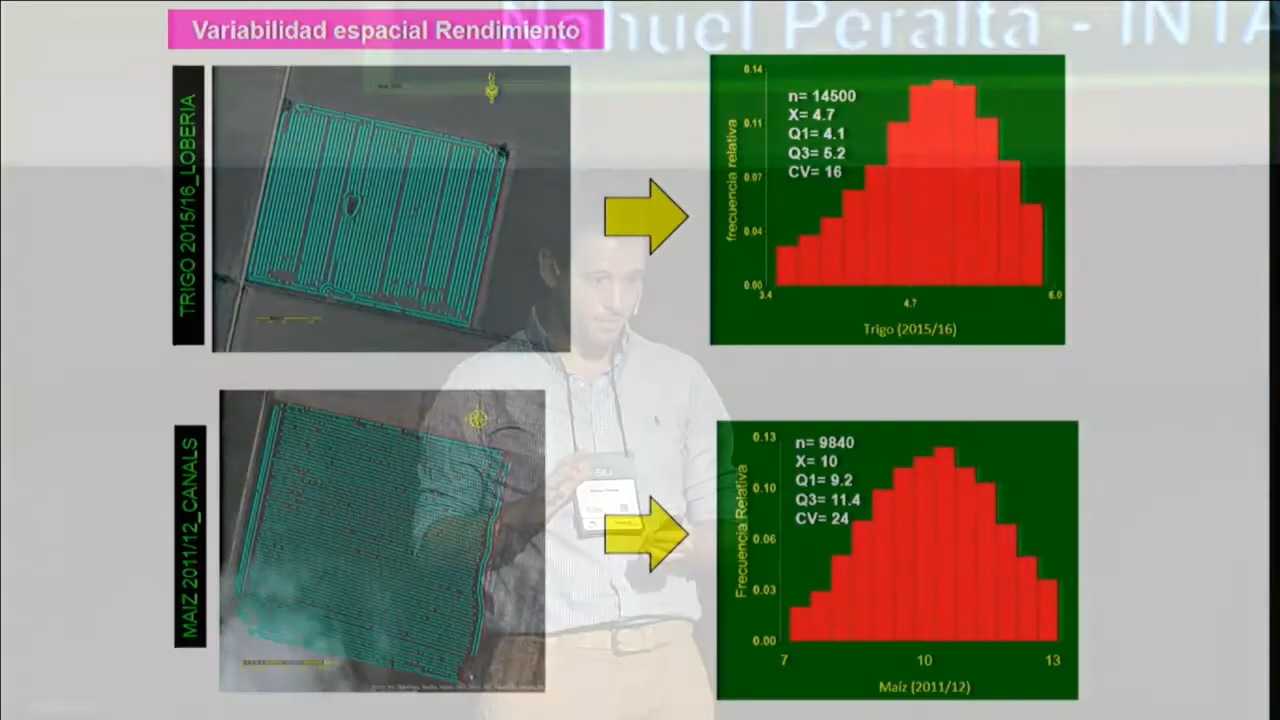 Nahuel Peralta - INTA
Variabilidad espacial Rendimiento
TRIGO 2015/16_LOBERIA
n= 14500
X= 4.7
Q1= 4.1
Q3= 5.2
CV= 16
frecuencia relativa
0.14
0.11
0.07
0.04
0.00
3.4
4.7
6.0
Trigo (2015/16)
MAIZ 2011/12_CANALS
n= 9840
X= 10
Q1= 9.2
Q3= 11.4
CV= 24
Frecuencia Relativa
0.13
0.10
0.06
0.03
0.00
7
10
13
Maíz (2011/12)